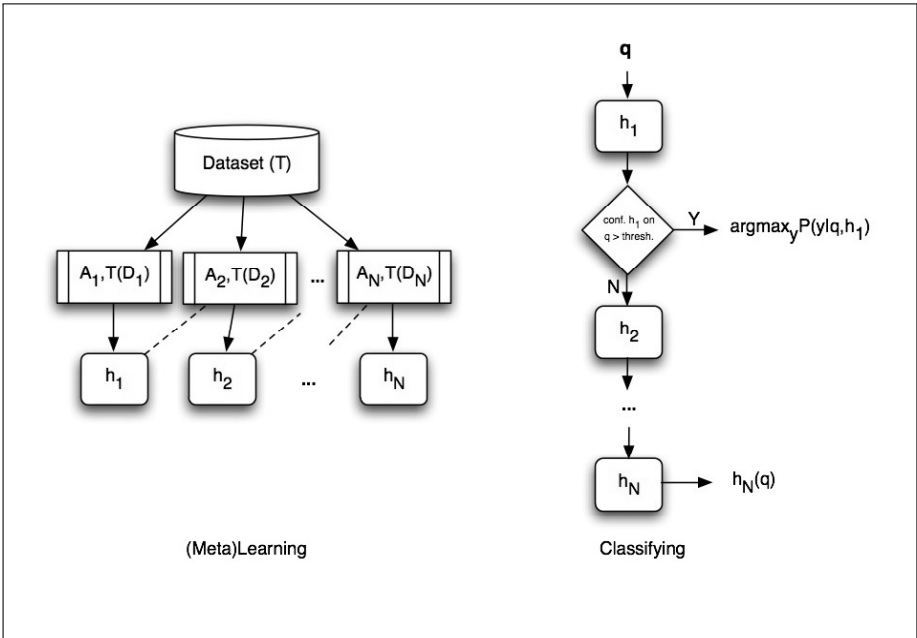 Dataset (T)
A1,T(D1)
A2,T(D2)
...
AN,T(DN)
h1
h2
...
hN
(Meta)Learning
q
h1
conf. h1 on
q > thresh.
Y
argmaxyP(y|q,h1)
N
h2
...
hN
hN(q)
Classifying